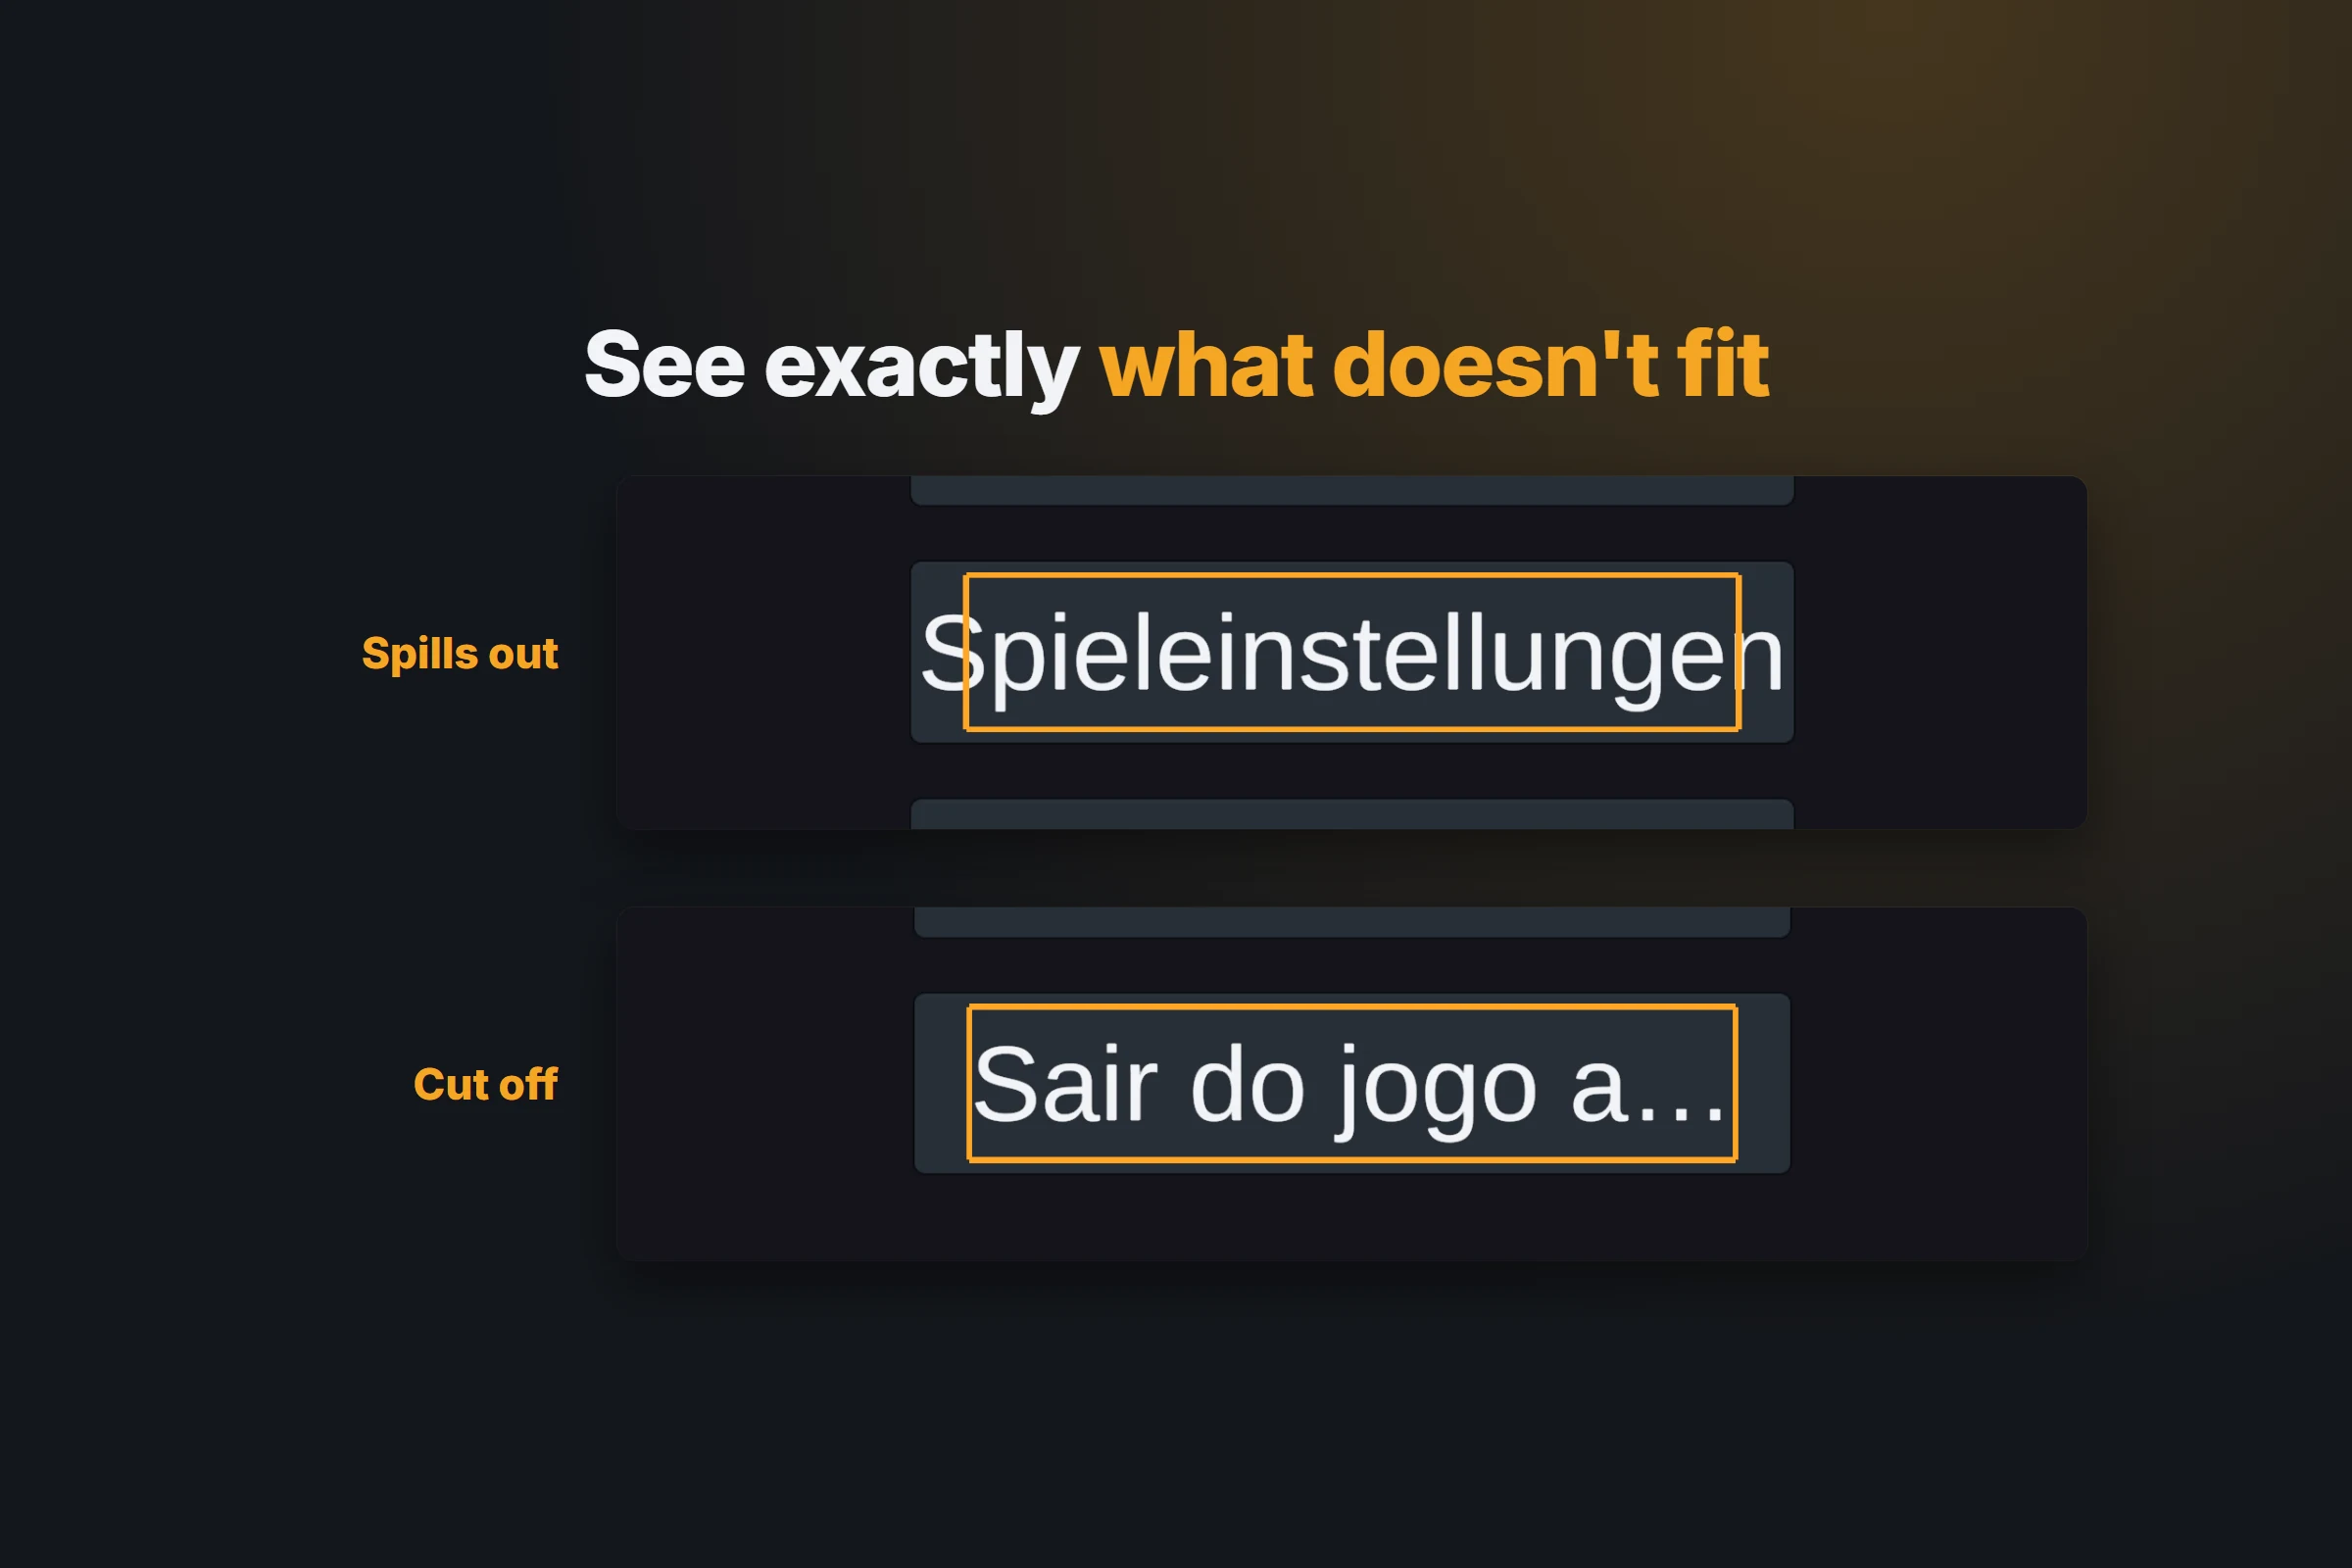 See exactly what doesn't fit
Spills out
Spieleinstellungen
Cut off
Sair do jogo a...